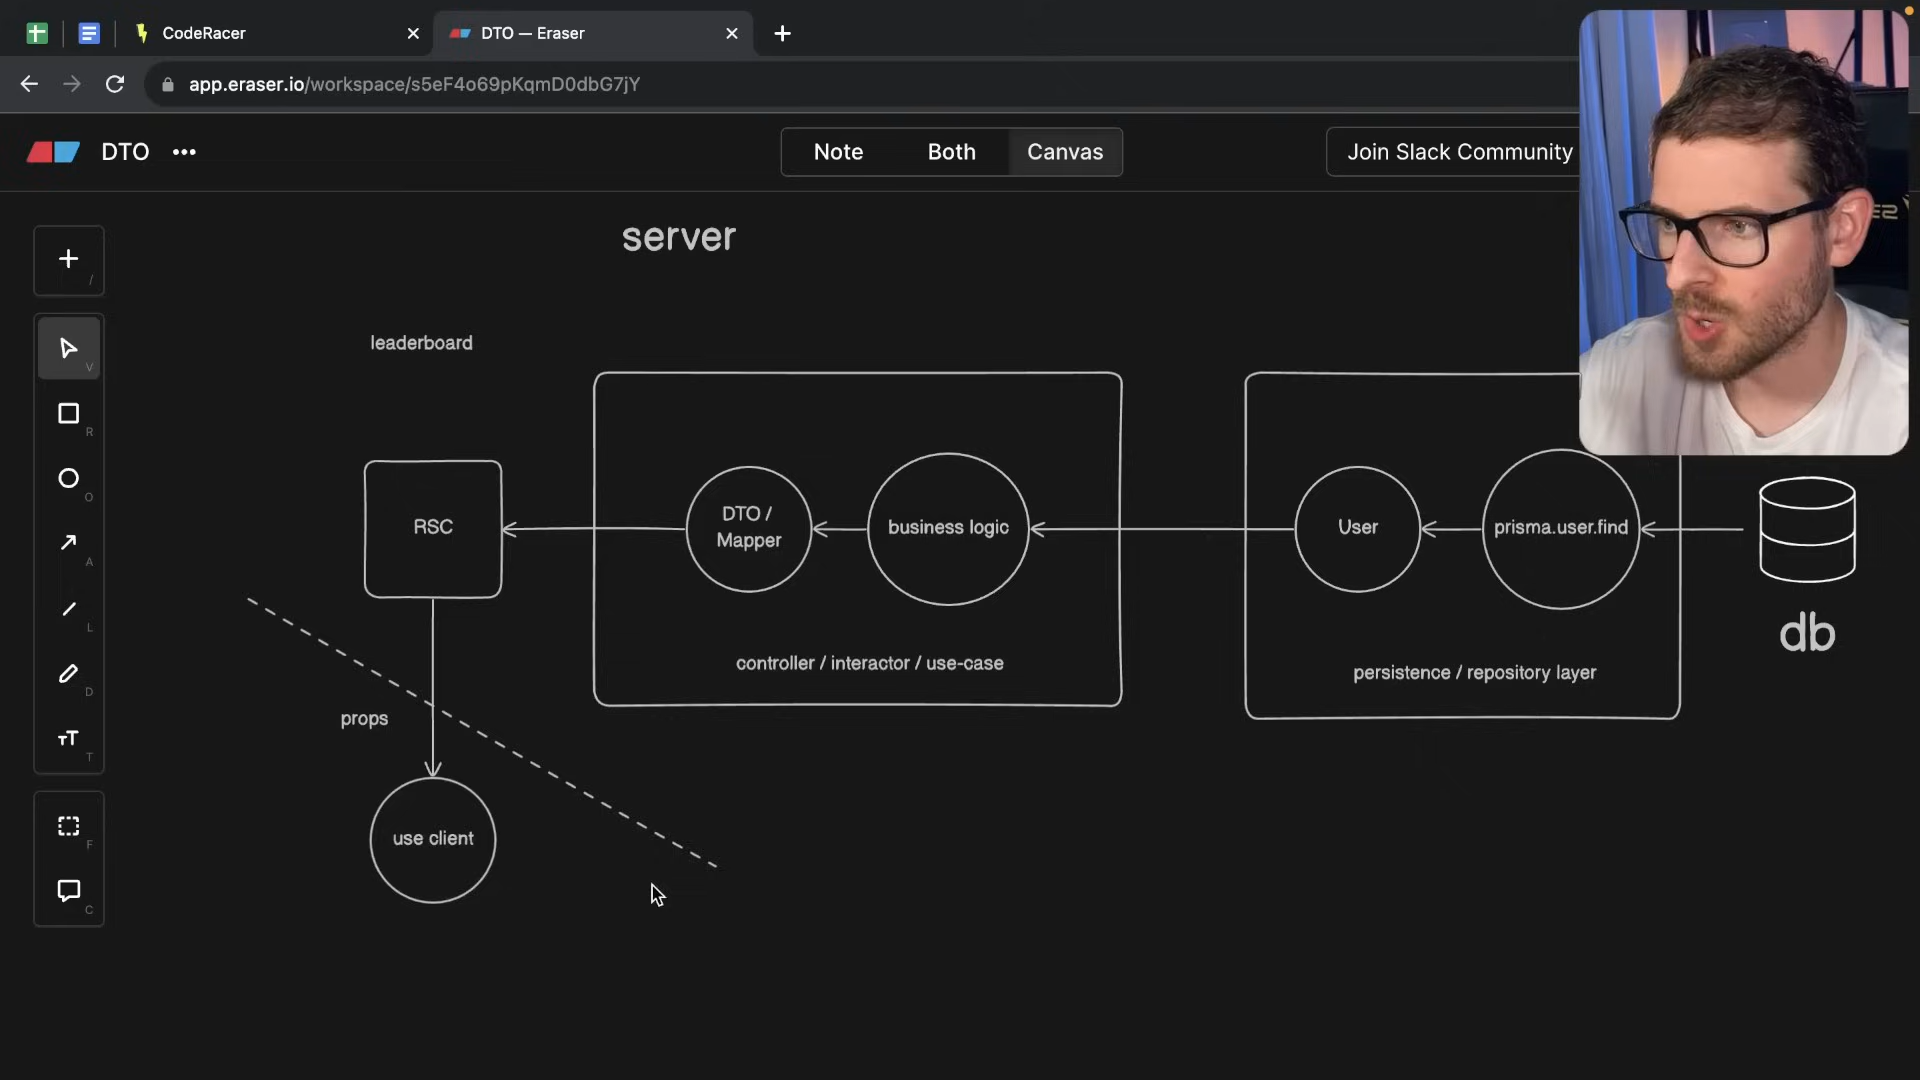 CodeRacer
DTO — Eraser
app.eraser.io/workspace/s5eF4o69pKqmD0dbG7jY
DTO
Note
Both
Canvas
Join Slack Community
server
leaderboard
RSC
DTO /
Mapper
business logic
User
prisma.user.find
controller / interactor / use-case
persistence / repository layer
db
props
use client
/
V
R
O
A
L
D
T
F
C